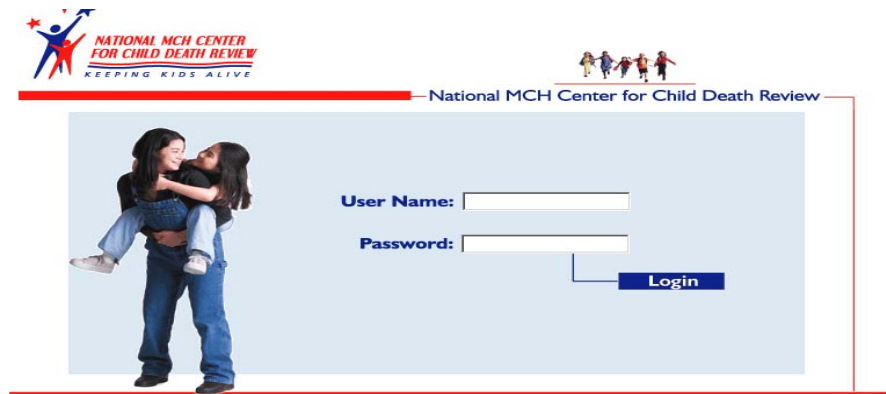 NATIONAL MCH CENTER
FOR CHILD DEATH REVIEW
KEEPING KIDS ALIVE
National MCH Center for Child Death Review
User Name:
Password:
Login